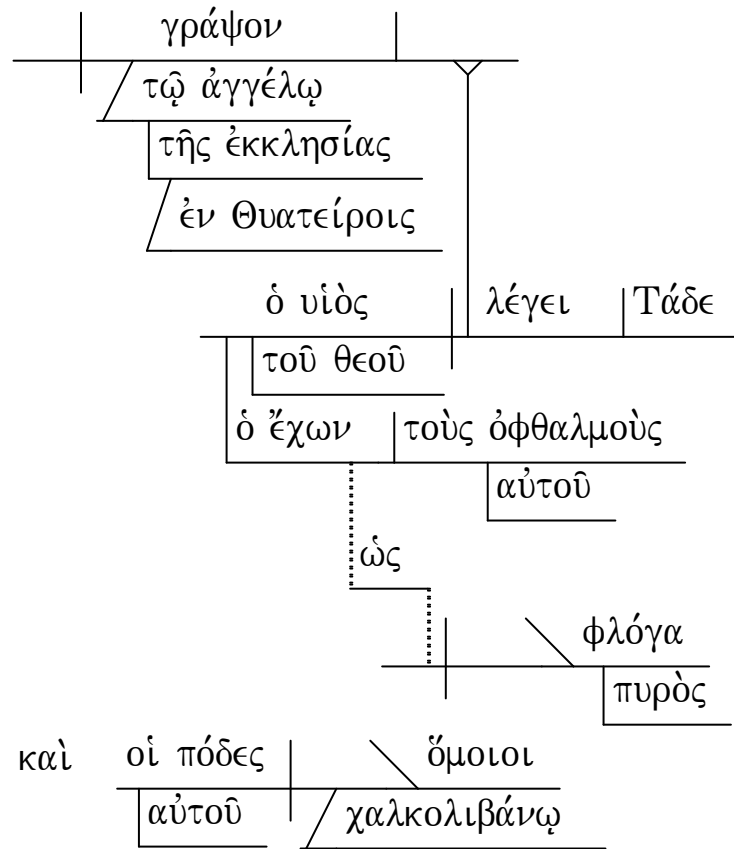 γράψον
τῷ ἀγγέλῳ
τῆς ἐκκλησίας
ἐν Θυατείροις
ὁ υἱὸς λέγει Τάδε
τοῦ θεοῦ
ὁ ἔχων τοὺς ὀφθαλμοὺς
αὐτοῦ
ὡς
φλόγα
πυρὸς
καὶ οἱ πόδες ὅμοιοι
αὐτοῦ χαλκολιβάνῳ